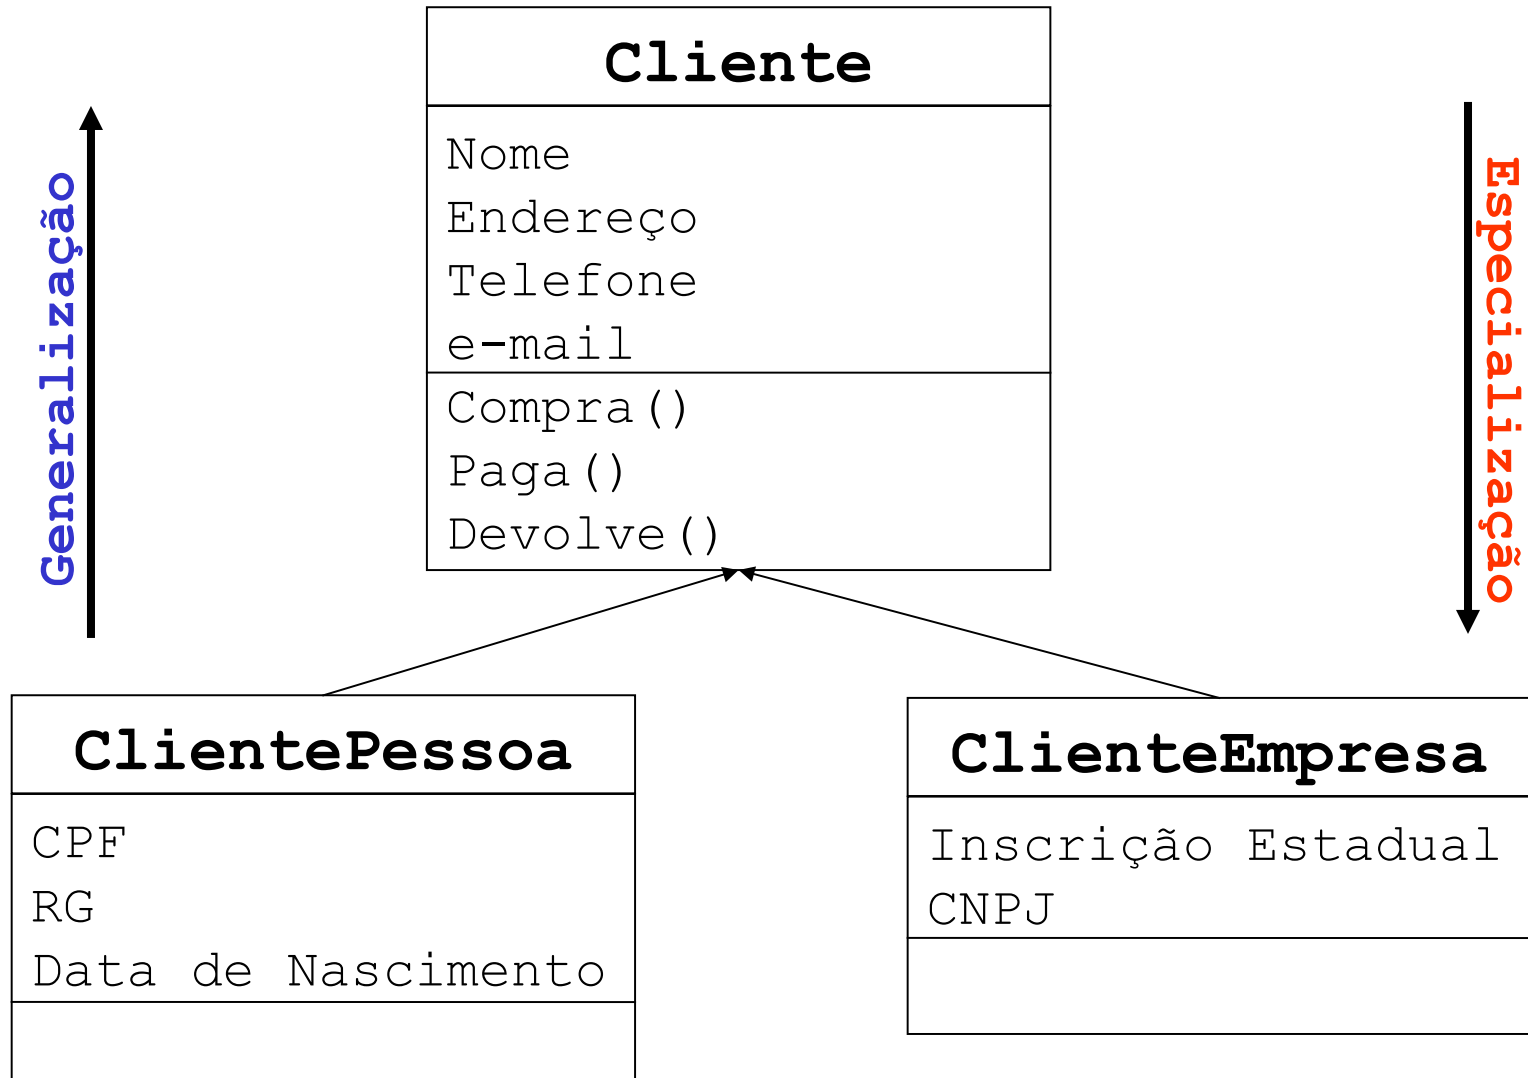 Cliente
Nome
Endereço
Telefone
e-mail
Compra()
Paga()
Devolve()
Generalização
Especialização
ClientePessoa
CPF
RG
Data de Nascimento
ClienteEmpresa
Inscrição Estadual
CNPJ